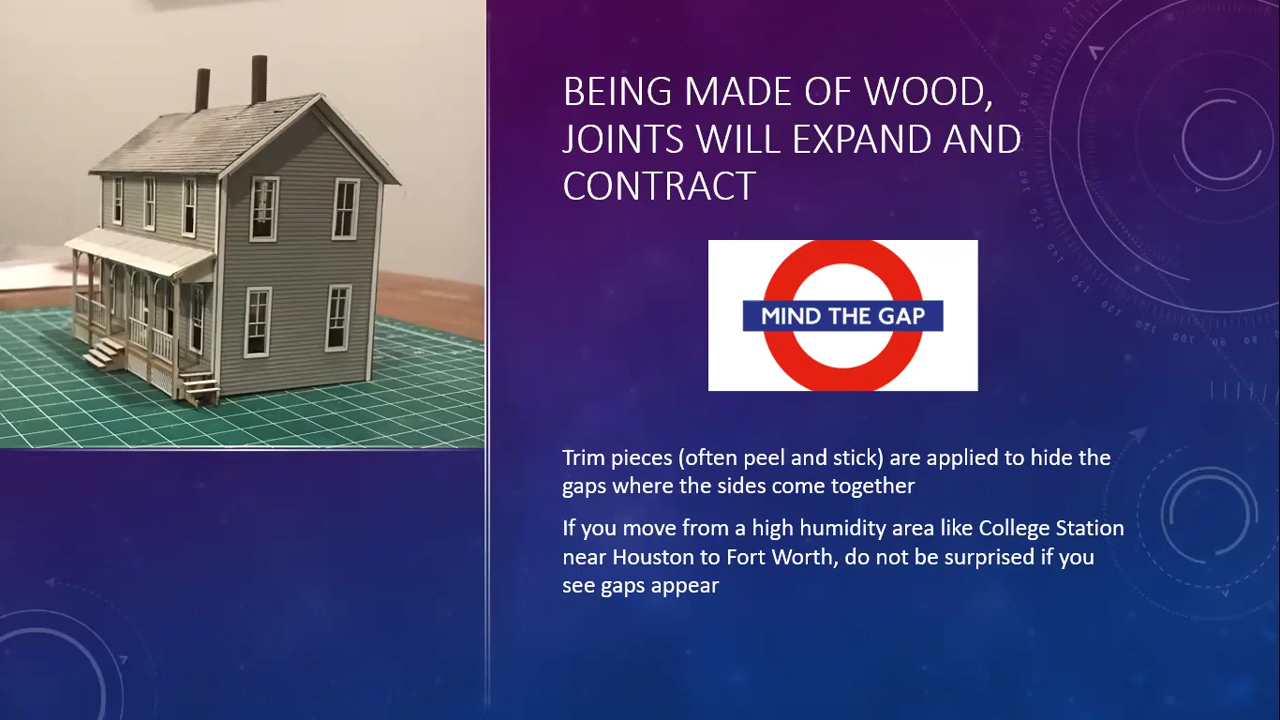 BEING MADE OF WOOD,
JOINTS WILL EXPAND AND
CONTRACT
MIND THE GAP
Trim pieces (often peel and stick) are applied to hide the
gaps where the sides come together
If you move from a high humidity area like College Station
near Houston to Fort Worth, do not be surprised if you
see gaps appear